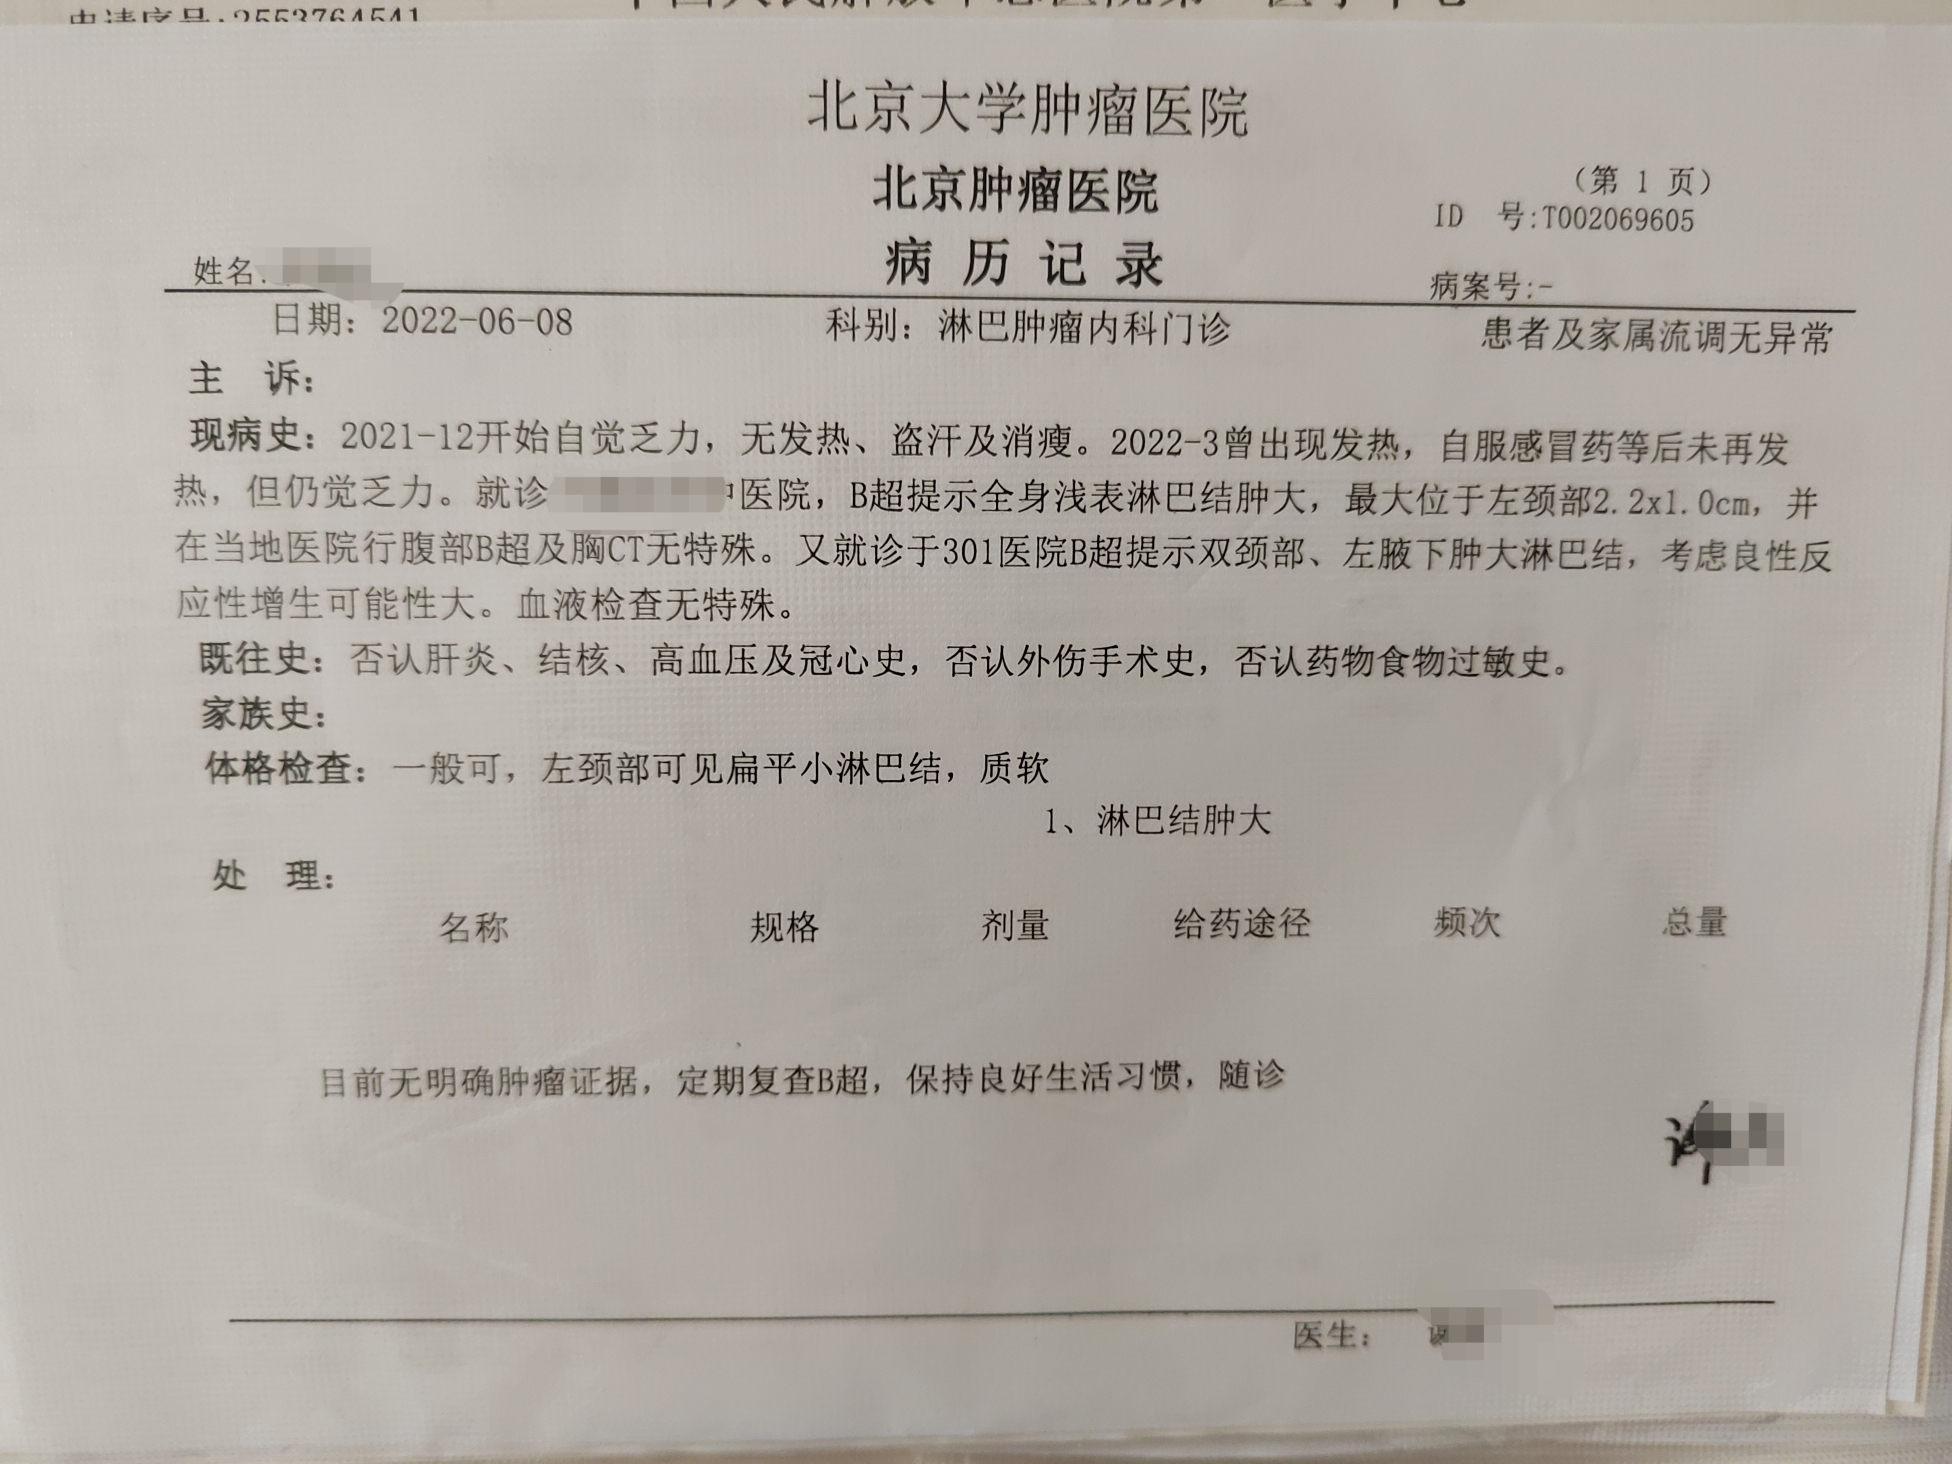 申请序号:2553764541
北京大学肿瘤医院
北京肿瘤医院
（第 1 页）
ID 号:T002069605
病历记录
姓名:
病案号:-
日期：2022-06-08 科别：淋巴肿瘤内科门诊 患者及家属流调无异常
主 诉：
现病史：2021-12开始自觉乏力，无发热、盗汗及消瘦。2022-3曾出现发热，自服感冒药等后未再发
热，但仍觉乏力。就诊 医院，B超提示全身浅表淋巴结肿大，最大位于左颈部2.2x1.0cm，并
在当地医院行腹部B超及胸CT无特殊。又就诊于301医院B超提示双颈部、左腋下肿大淋巴结，考虑良性反
应性增生可能性大。血液检查无特殊。
既往史：否认肝炎、结核、高血压及冠心史，否认外伤手术史，否认药物食物过敏史。
家族史：
体格检查：一般可，左颈部可见扁平小淋巴结，质软
1、淋巴结肿大
处 理：
名称 规格 剂量 给药途径 频次 总量
目前无明确肿瘤证据，定期复查B超，保持良好生活习惯，随诊
医生：